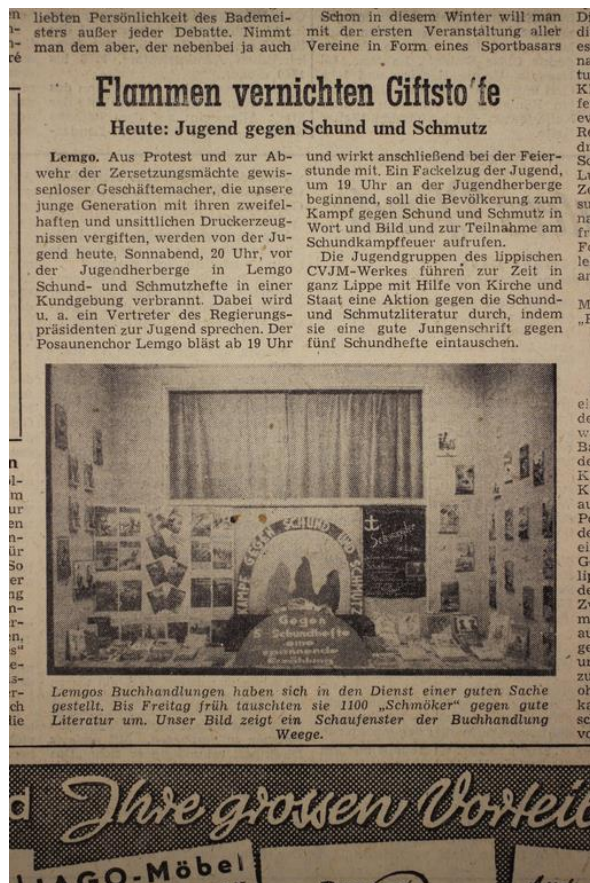 liebten Persönlichkeit des Bademei-
sters außer jeder Debatte. Nimmt
man dem aber, der nebenbei ja auch
Schon in diesem Winter will man
mit der ersten Veranstaltung aller
Vereine in Form eines Sportbasars
Flammen vernichten Giftsto'fe
Heute: Jugend gegen Schund und Schmutz
Lemgo. Aus Protest und zur Ab-
wehr der Zersetzungsmächte gewis-
senloser Geschäftemacher, die unsere
junge Generation mit ihren zweifel-
haften und unsittlichen Druckerzeug-
nissen vergiften, werden von der Ju-
gend heute, Sonnabend, 20 Uhr, vor
der Jugendherberge in Lemgo
Schund- und Schmutzhefte in einer
Kundgebung verbrannt. Dabei wird
u. a. ein Vertreter des Regierungs-
präsidenten zur Jugend sprechen. Der
Posaunenchor Lemgo bläst ab 19 Uhr
und wirkt anschließend bei der Feier-
stunde mit. Ein Fackelzug der Jugend,
um 19 Uhr an der Jugendherberge
beginnend, soll die Bevölkerung zum
Kampf gegen Schund und Schmutz in
Wort und Bild und zur Teilnahme am
Schundkampffeuer aufrufen.
Die Jugendgruppen des lippischen
CVJM-Werkes führen zur Zeit in
ganz Lippe mit Hilfe von Kirche und
Staat eine Aktion gegen die Schund-
und Schmutzliteratur durch, indem
sie eine gute Jungenschrift gegen
fünf Schundhefte eintauschen.
KAMPF GEGEN SCHUND UND SCHMUTZ
Schmöker
Gegen
5 Schundhefte
eine
spannende
Erzählung
Lemgos Buchhandlungen haben sich in den Dienst einer guten Sache
gestellt. Bis Freitag früh tauschten sie 1100 „Schmöker" gegen gute
Literatur um. Unser Bild zeigt ein Schaufenster der Buchhandlung
Weege.
Ihre grossen Vorteil
AGO-Möbel